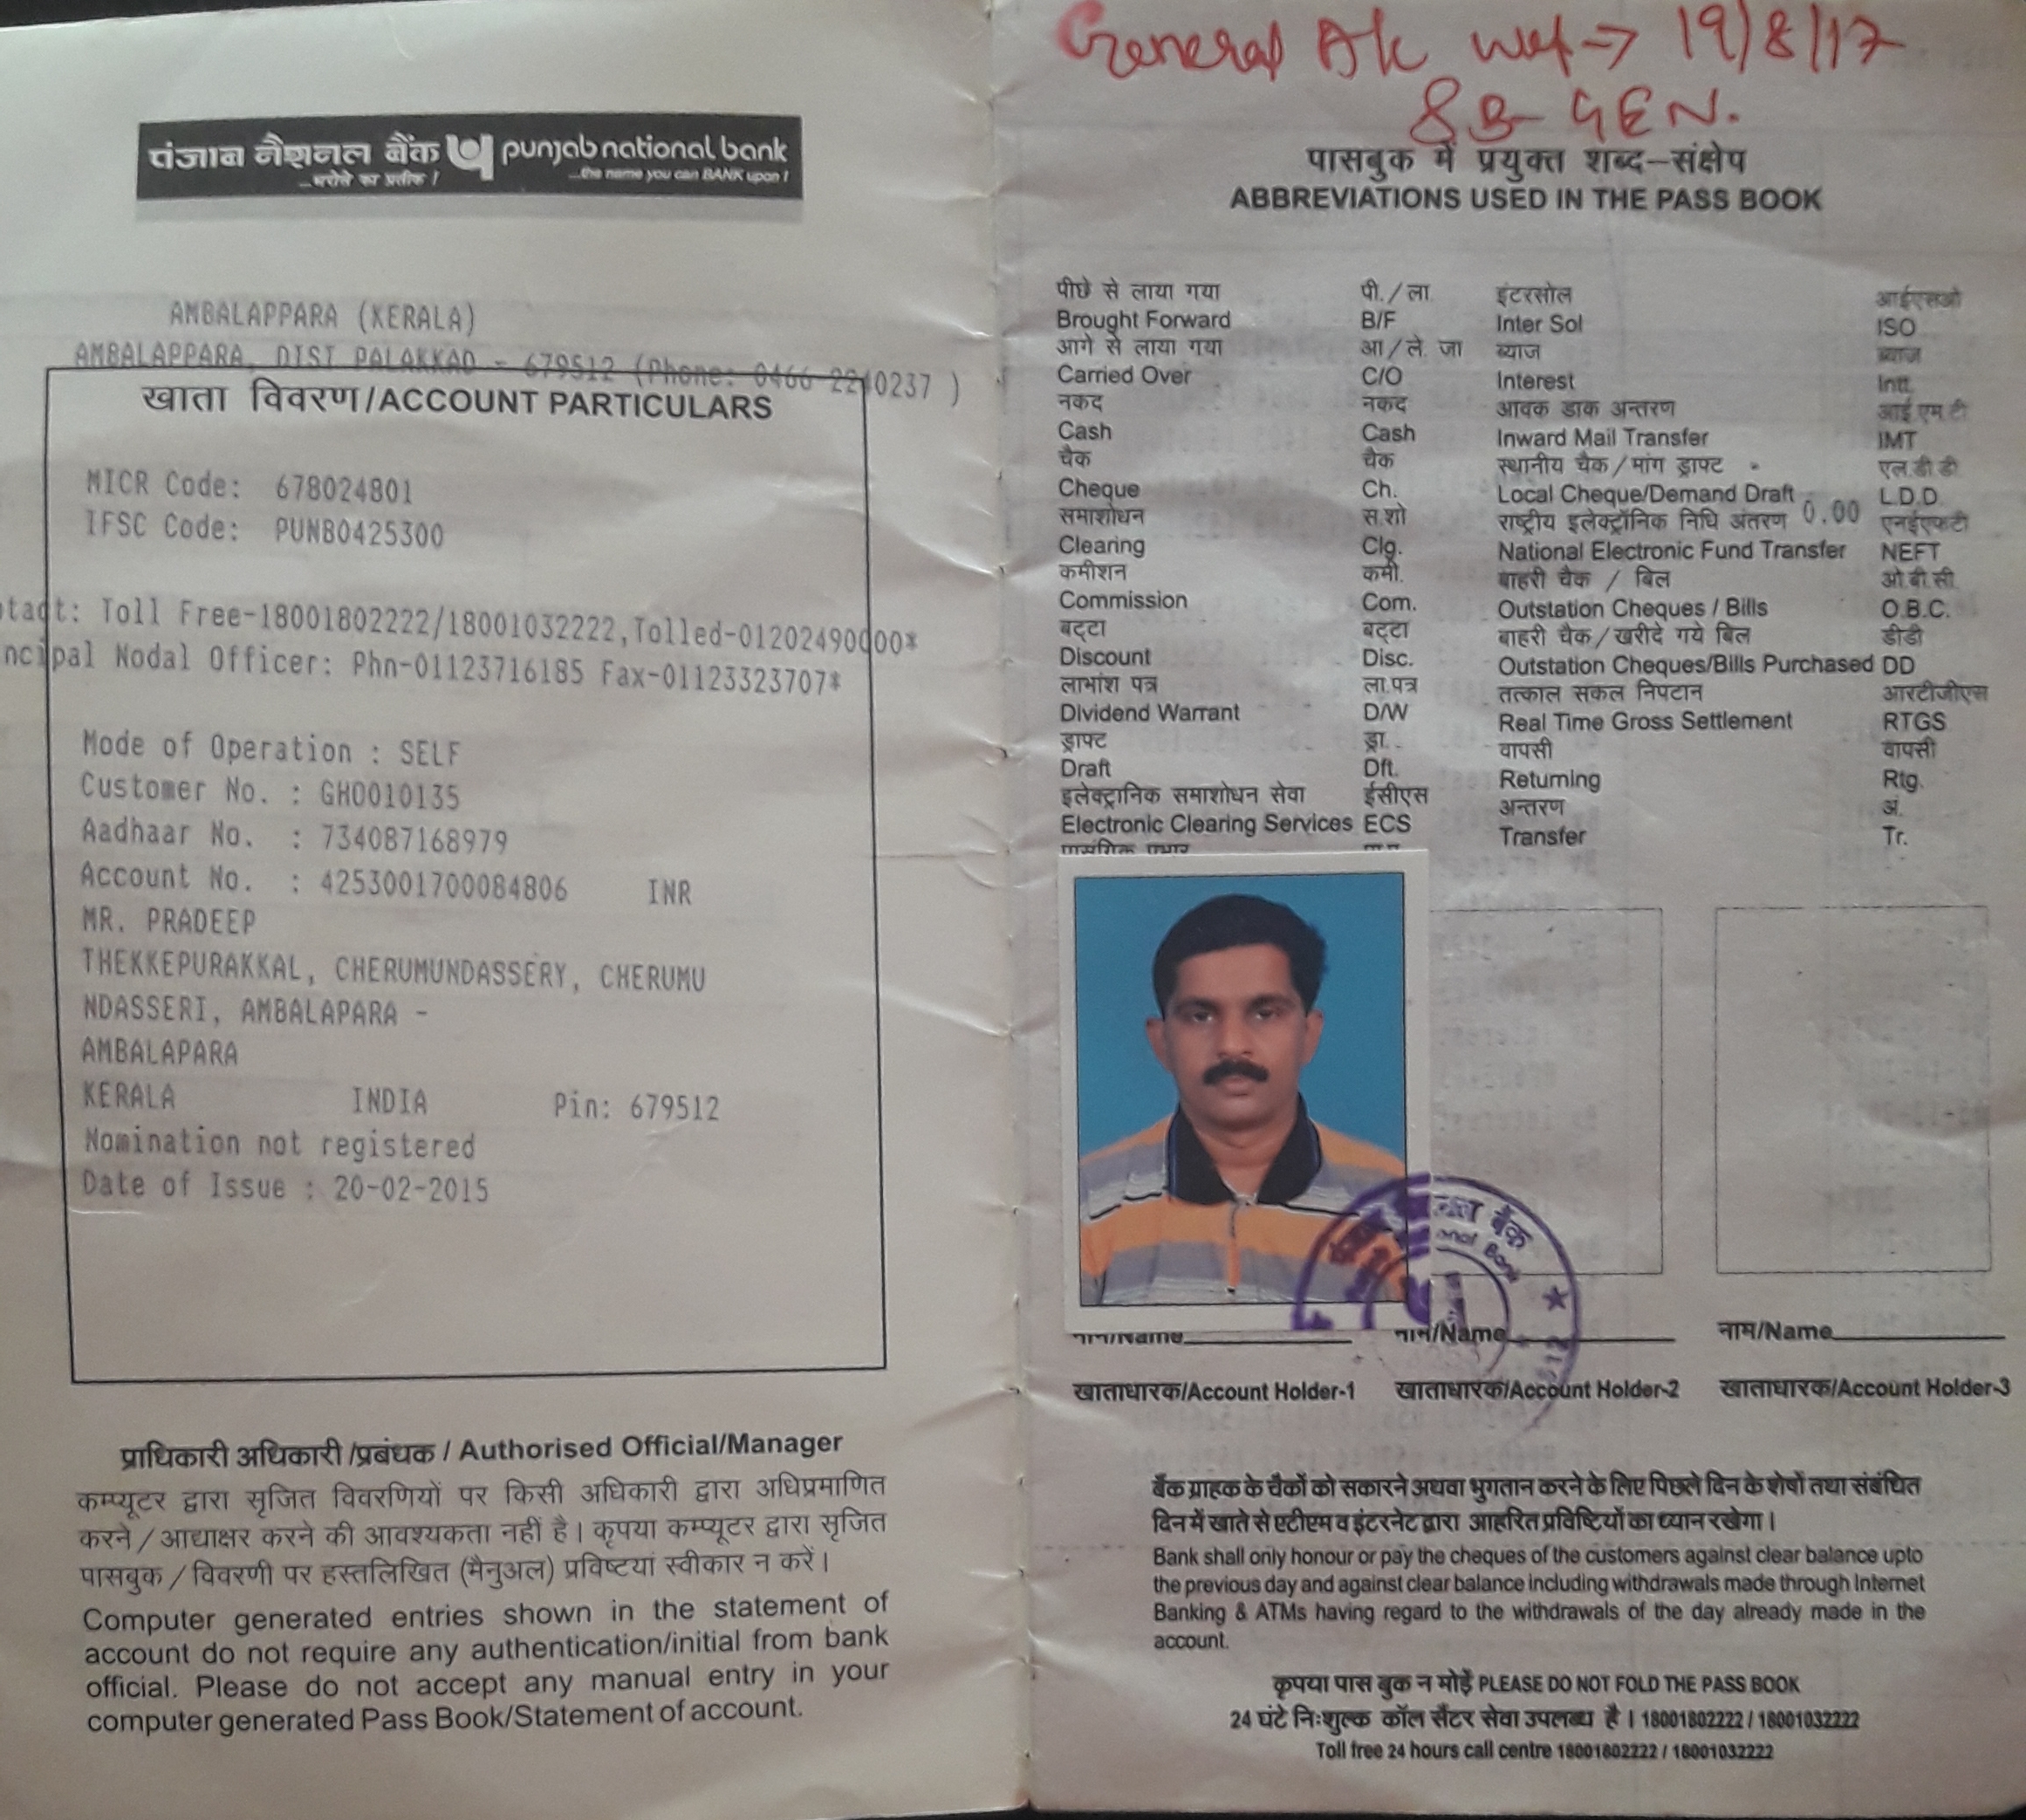 पंजाब नैशनल बैंक punjab national bank
...भरोसे का प्रतीक ! ...the name you can BANK upon !
AMBALAPPARA (KERALA)
AMBALAPPARA, DIST PALAKKAD - 679512 (Phone: 0466 2240237 )
खाता विवरण/ACCOUNT PARTICULARS
MICR Code: 678024801
IFSC Code: PUNB0425300
tact: Toll Free-18001802222/18001032222,Tolled-01202490000*
ncipal Nodal Officer: Phn-01123716185 Fax-01123323707*
Mode of Operation : SELF
Customer No. : GH0010135
Aadhaar No. : 734087168979
Account No. : 4253001700084806 INR
MR. PRADEEP
THEKKEPURAKKAL, CHERUMUNDASSERY, CHERUMU
NDASSERI, AMBALAPARA -
AMBALAPARA
KERALA INDIA Pin: 679512
Nomination not registered
Date of Issue : 20-02-2015
प्राधिकारी अधिकारी /प्रबंधक / Authorised Official/Manager
कम्प्यूटर द्वारा सृजित विवरणियों पर किसी अधिकारी द्वारा अधिप्रमाणित
करने / आद्याक्षर करने की आवश्यकता नहीं है। कृपया कम्प्यूटर द्वारा सृजित
पासबुक / विवरणी पर हस्तलिखित (मैनुअल) प्रविष्टयां स्वीकार न करें।
Computer generated entries shown in the statement of
account do not require any authentication/initial from bank
official. Please do not accept any manual entry in your
computer generated Pass Book/Statement of account.
General A/c wef-> 19/8/17
SB-GEN.
पासबुक में प्रयुक्त शब्द-संक्षेप
ABBREVIATIONS USED IN THE PASS BOOK
पीछे से लाया गया पी./ला. इंटरसोल आईएसओ
Brought Forward B/F Inter Sol ISO
आगे से लाया गया आ/ले. जा ब्याज ब्याज
Carried Over C/O Interest Intt.
नकद नकद आवक डाक अन्तरण आई.एम.टी
Cash Cash Inward Mail Transfer IMT
चैक चैक स्थानीय चैक/मांग ड्राफ्ट एल.डी.डी
Cheque Ch. Local Cheque/Demand Draft L.D.D.
समाशोधन स.शो राष्ट्रीय इलेक्ट्रॉनिक निधि अंतरण 0.00 एनईएफटी
Clearing Clg. National Electronic Fund Transfer NEFT
कमीशन कमी. बाहरी चैक / बिल ओ.बी.सी.
Commission Com. Outstation Cheques / Bills O.B.C.
बट्टा बट्टा बाहरी चैक/खरीदे गये बिल डीडी
Discount Disc. Outstation Cheques/Bills Purchased DD
लाभांश पत्र ला.पत्र तत्काल सकल निपटान आरटीजीएस
Dividend Warrant D/W Real Time Gross Settlement RTGS
ड्राफ्ट ड्रा. वापसी वापसी
Draft Dft. Returning Rtg.
इलेक्ट्रानिक समाशोधन सेवा ईसीएस अन्तरण अं.
Electronic Clearing Services ECS Transfer Tr.
नाम/Name नाम/Name नाम/Name
खाताधारक/Account Holder-1 खाताधारक/Account Holder-2 खाताधारक/Account Holder-3
बैंक ग्राहक के चैकों को सकारने अथवा भुगतान करने के लिए पिछले दिन के शेषों तथा संबंधित
दिन में खाते से एटीएम व इंटरनेट द्वारा आहरित प्रविष्टियों का ध्यान रखेगा।
Bank shall only honour or pay the cheques of the customers against clear balance upto
the previous day and against clear balance including withdrawals made through Internet
Banking & ATMs having regard to the withdrawals of the day already made in the
account.
कृपया पास बुक न मोड़ें PLEASE DO NOT FOLD THE PASS BOOK
24 घंटे निःशुल्क कॉल सैंटर सेवा उपलब्ध है। 18001802222 / 18001032222
Toll free 24 hours call centre 18001802222 / 18001032222